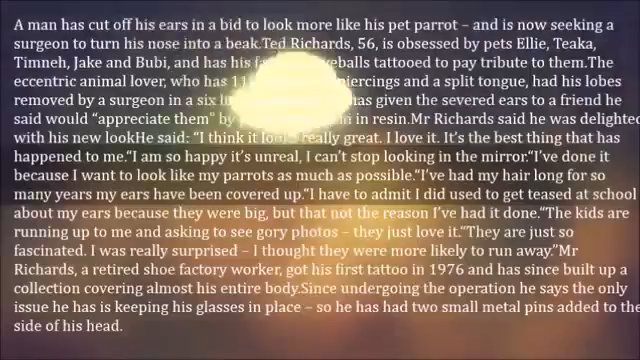 A man has cut off his ears in a bid to look more like his pet parrot – and is now seeking a
surgeon to turn his nose into a beak.Ted Richards, 56, is obsessed by pets Ellie, Teaka,
Timneh, Jake and Bubi, and has his eyeballs tattooed to pay tribute to them.The
eccentric animal lover, who has piercings and a split tongue, had his lobes
removed by a surgeon in a six has given the severed ears to a friend he
said would “appreciate them” by in resin.Mr Richards said he was delighted
with his new lookHe said: “I think it really great. I love it. It’s the best thing that has
happened to me.“I am so happy it’s unreal, I can’t stop looking in the mirror.“I’ve done it
because I want to look like my parrots as much as possible.“I’ve had my hair long for so
many years my ears have been covered up.“I have to admit I did used to get teased at school
about my ears because they were big, but that not the reason I’ve had it done.“The kids are
running up to me and asking to see gory photos – they just love it.“They are just so
fascinated. I was really surprised – I thought they were more likely to run away.”Mr
Richards, a retired shoe factory worker, got his first tattoo in 1976 and has since built up a
collection covering almost his entire body.Since undergoing the operation he says the only
issue he has is keeping his glasses in place – so he has had two small metal pins added to the
side of his head.